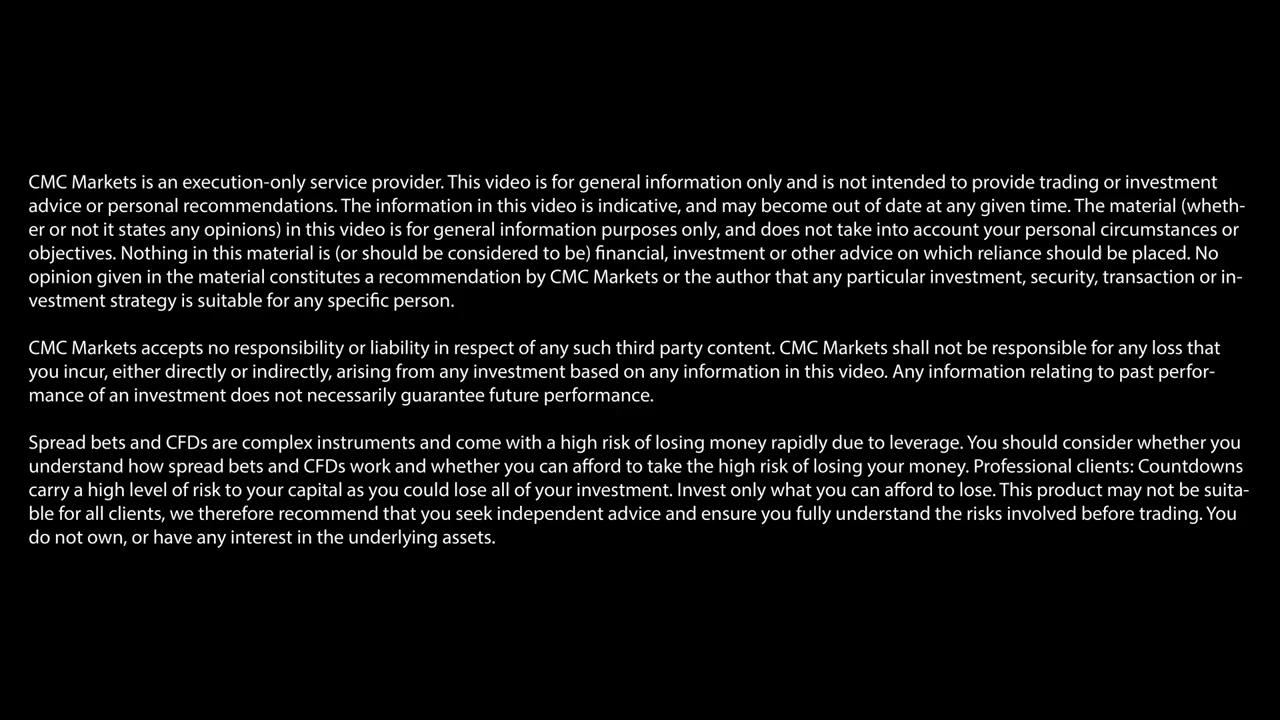 CMC Markets is an execution-only service provider. This video is for general information only and is not intended to provide trading or investment
advice or personal recommendations. The information in this video is indicative, and may become out of date at any given time. The material (wheth-
er or not it states any opinions) in this video is for general information purposes only, and does not take into account your personal circumstances or
objectives. Nothing in this material is (or should be considered to be) financial, investment or other advice on which reliance should be placed. No
opinion given in the material constitutes a recommendation by CMC Markets or the author that any particular investment, security, transaction or in-
vestment strategy is suitable for any specific person.
CMC Markets accepts no responsibility or liability in respect of any such third party content. CMC Markets shall not be responsible for any loss that
you incur, either directly or indirectly, arising from any investment based on any information in this video. Any information relating to past perfor-
mance of an investment does not necessarily guarantee future performance.
Spread bets and CFDs are complex instruments and come with a high risk of losing money rapidly due to leverage. You should consider whether you
understand how spread bets and CFDs work and whether you can afford to take the high risk of losing your money. Professional clients: Countdowns
carry a high level of risk to your capital as you could lose all of your investment. Invest only what you can afford to lose. This product may not be suita-
ble for all clients, we therefore recommend that you seek independent advice and ensure you fully understand the risks involved before trading. You
do not own, or have any interest in the underlying assets.